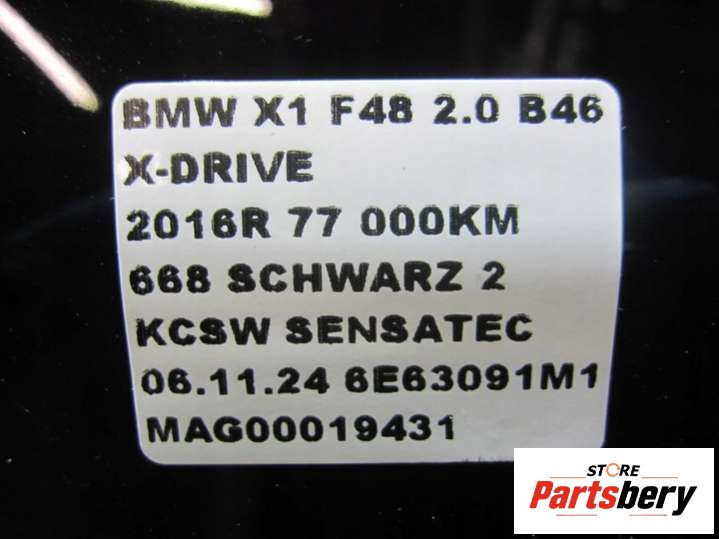 BMW X1 F48 2.0 B46
X-DRIVE
2016R 77 000KM
668 SCHWARZ 2
KCSW SENSATEC
06.11.24 6E63091M1
MAG00019431
STORE
Partsbery